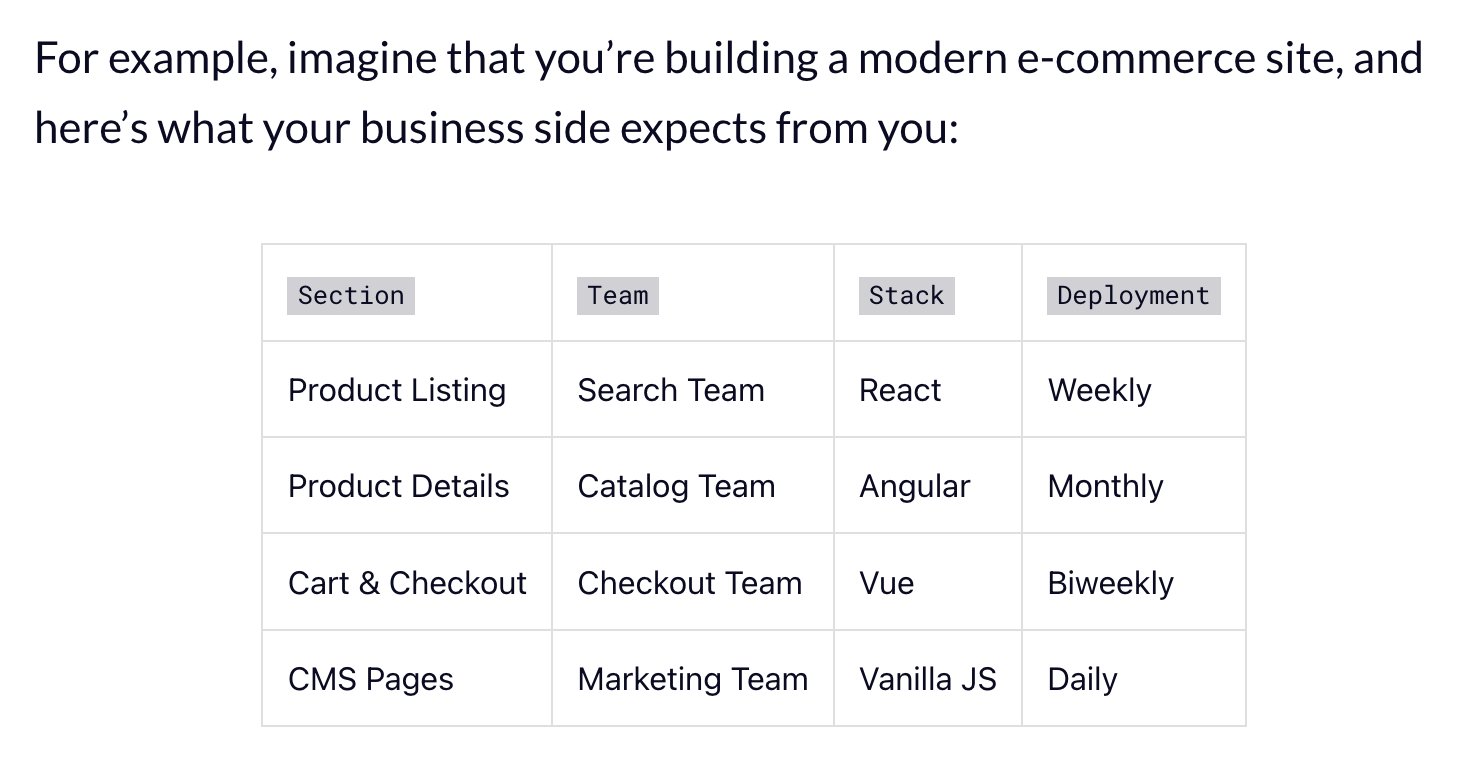 For example, imagine that you’re building a modern e-commerce site, and
here’s what your business side expects from you:
Section Team Stack Deployment
Product Listing Search Team React Weekly
Product Details Catalog Team Angular Monthly
Cart & Checkout Checkout Team Vue Biweekly
CMS Pages Marketing Team Vanilla JS Daily